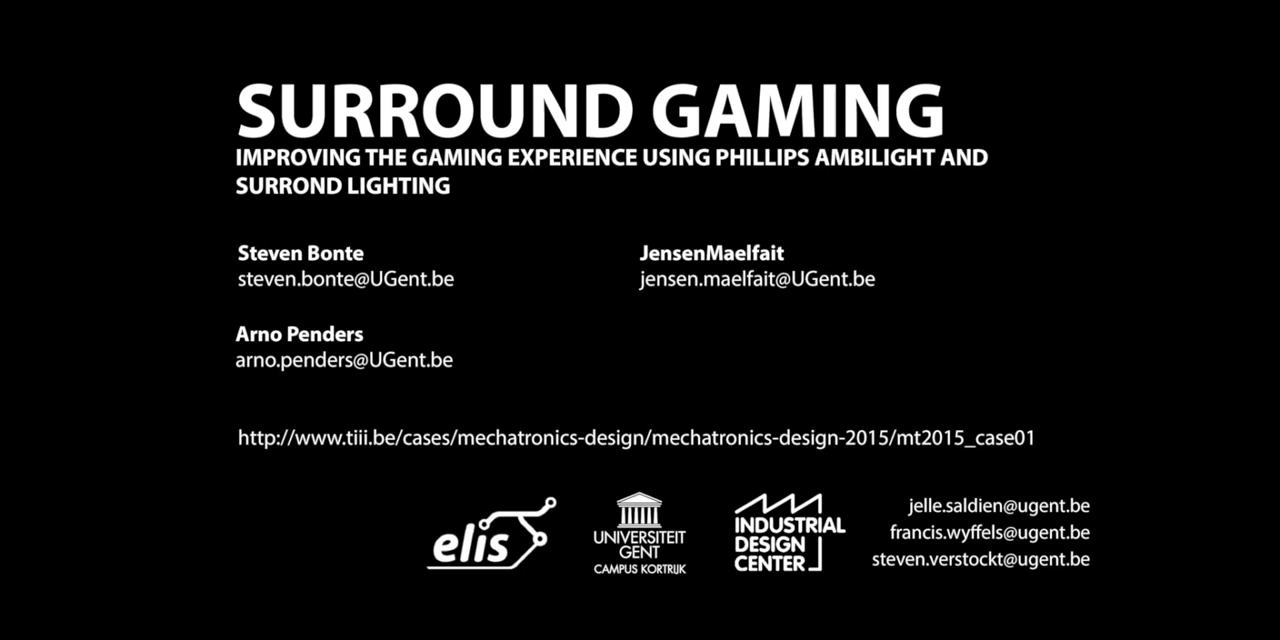 SURROUND GAMING
IMPROVING THE GAMING EXPERIENCE USING PHILLIPS AMBILIGHT AND
SURROND LIGHTING
Steven Bonte
steven.bonte@UGent.be
JensenMaelfait
jensen.maelfait@UGent.be
Arno Penders
arno.penders@UGent.be
http://www.tiii.be/cases/mechatronics-design/mechatronics-design-2015/mt2015_case01
elis
UNIVERSITEIT
GENT
CAMPUS KORTRIJK
INDUSTRIAL
DESIGN
CENTER
jelle.saldien@ugent.be
francis.wyffels@ugent.be
steven.verstockt@ugent.be